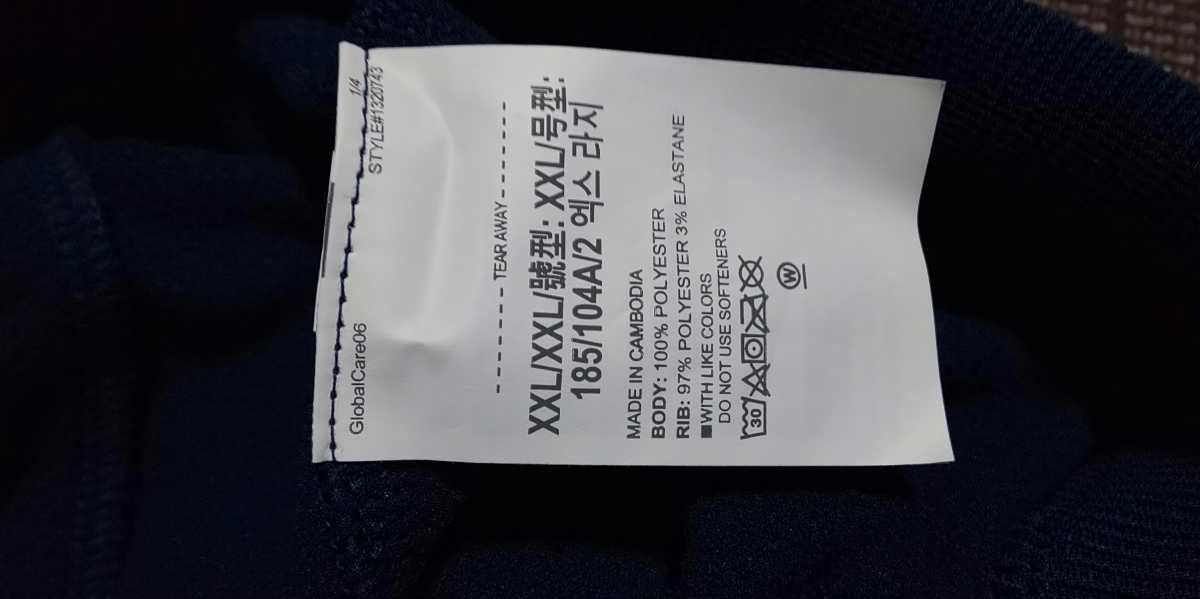 GlobalCare06 1/4
STYLE#1320743
------ TEAR AWAY -------
XXL/XXL/號型: XXL/号型:
185/104A/2 엑스 라지
MADE IN CAMBODIA
BODY: 100% POLYESTER
RIB: 97% POLYESTER 3% ELASTANE
■WITH LIKE COLORS
DO NOT USE SOFTENERS
30
W